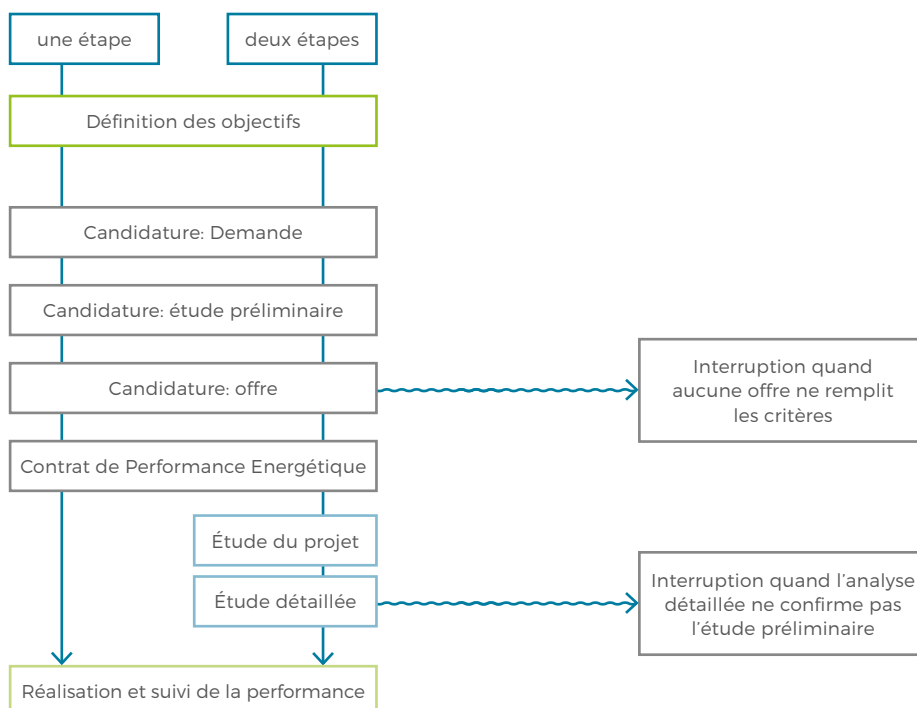 une étape
deux étapes
Définition des objectifs
Candidature: Demande
Candidature: étude préliminaire
Candidature: offre
Interruption quand
aucune offre ne remplit
les critères
Contrat de Performance Energétique
Étude du projet
Étude détaillée
Interruption quand l’analyse
détaillée ne confirme pas
l’étude préliminaire
Réalisation et suivi de la performance